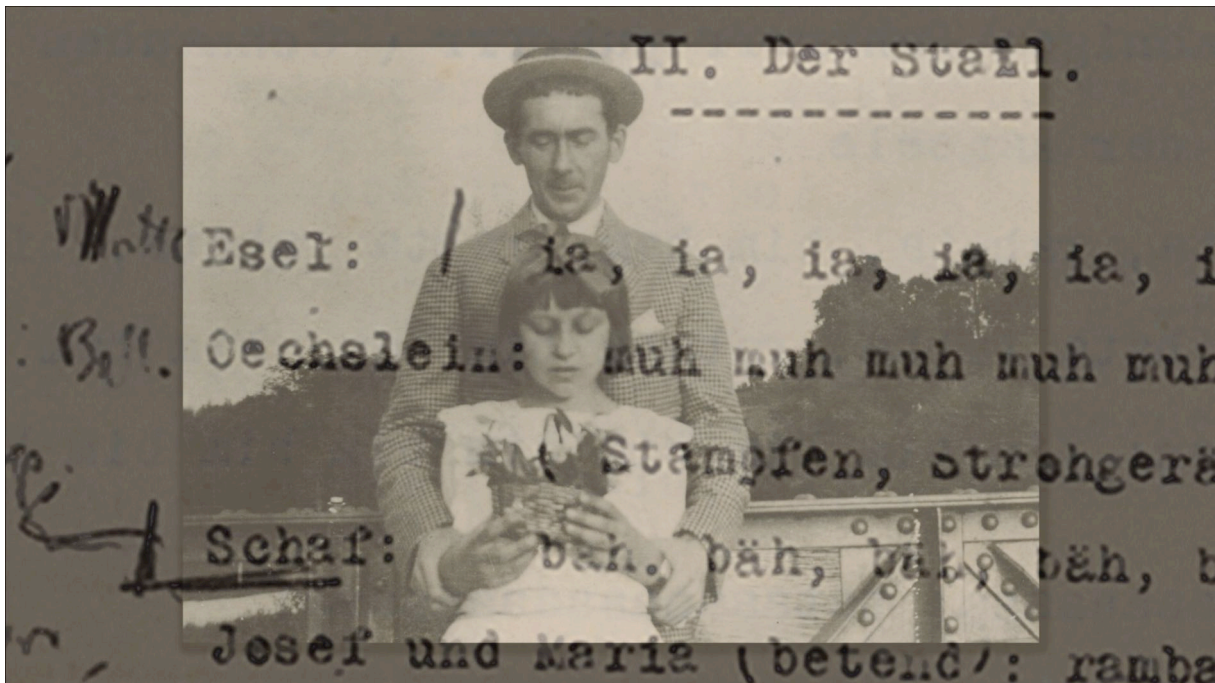 II. Der Stall.
Esel: / ia, ia, ia, ia, ia, i
Oechslein: muh muh muh muh muh
( Stampfen, strohgerä
Schaf: bäh. bäh, bäh, bäh, b
Josef und Maria (betend): ramba